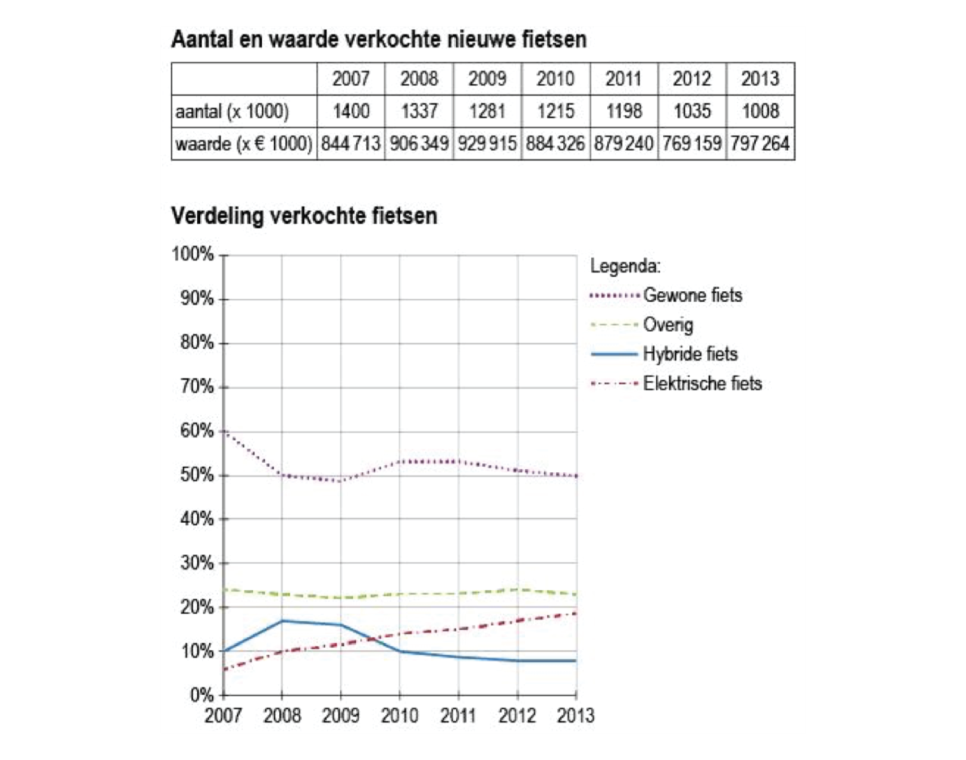 Aantal en waarde verkochte nieuwe fietsen
2007 2008 2009 2010 2011 2012 2013
aantal (x 1000) 1400 1337 1281 1215 1198 1035 1008
waarde (x € 1000) 844 713 906 349 929 915 884 326 879 240 769 159 797 264
Verdeling verkochte fietsen
100%
90%
80%
70%
60%
50%
40%
30%
20%
10%
0%
2007 2008 2009 2010 2011 2012 2013
Legenda:
Gewone fiets
Overig
Hybride fiets
Elektrische fiets